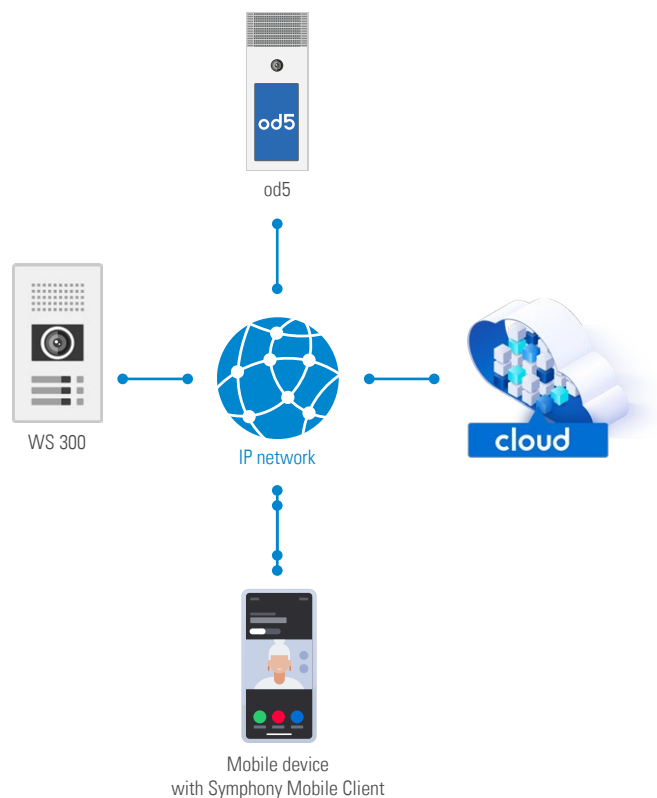 od5
od5
WS 300
IP network
cloud
Mobile device
with Symphony Mobile Client